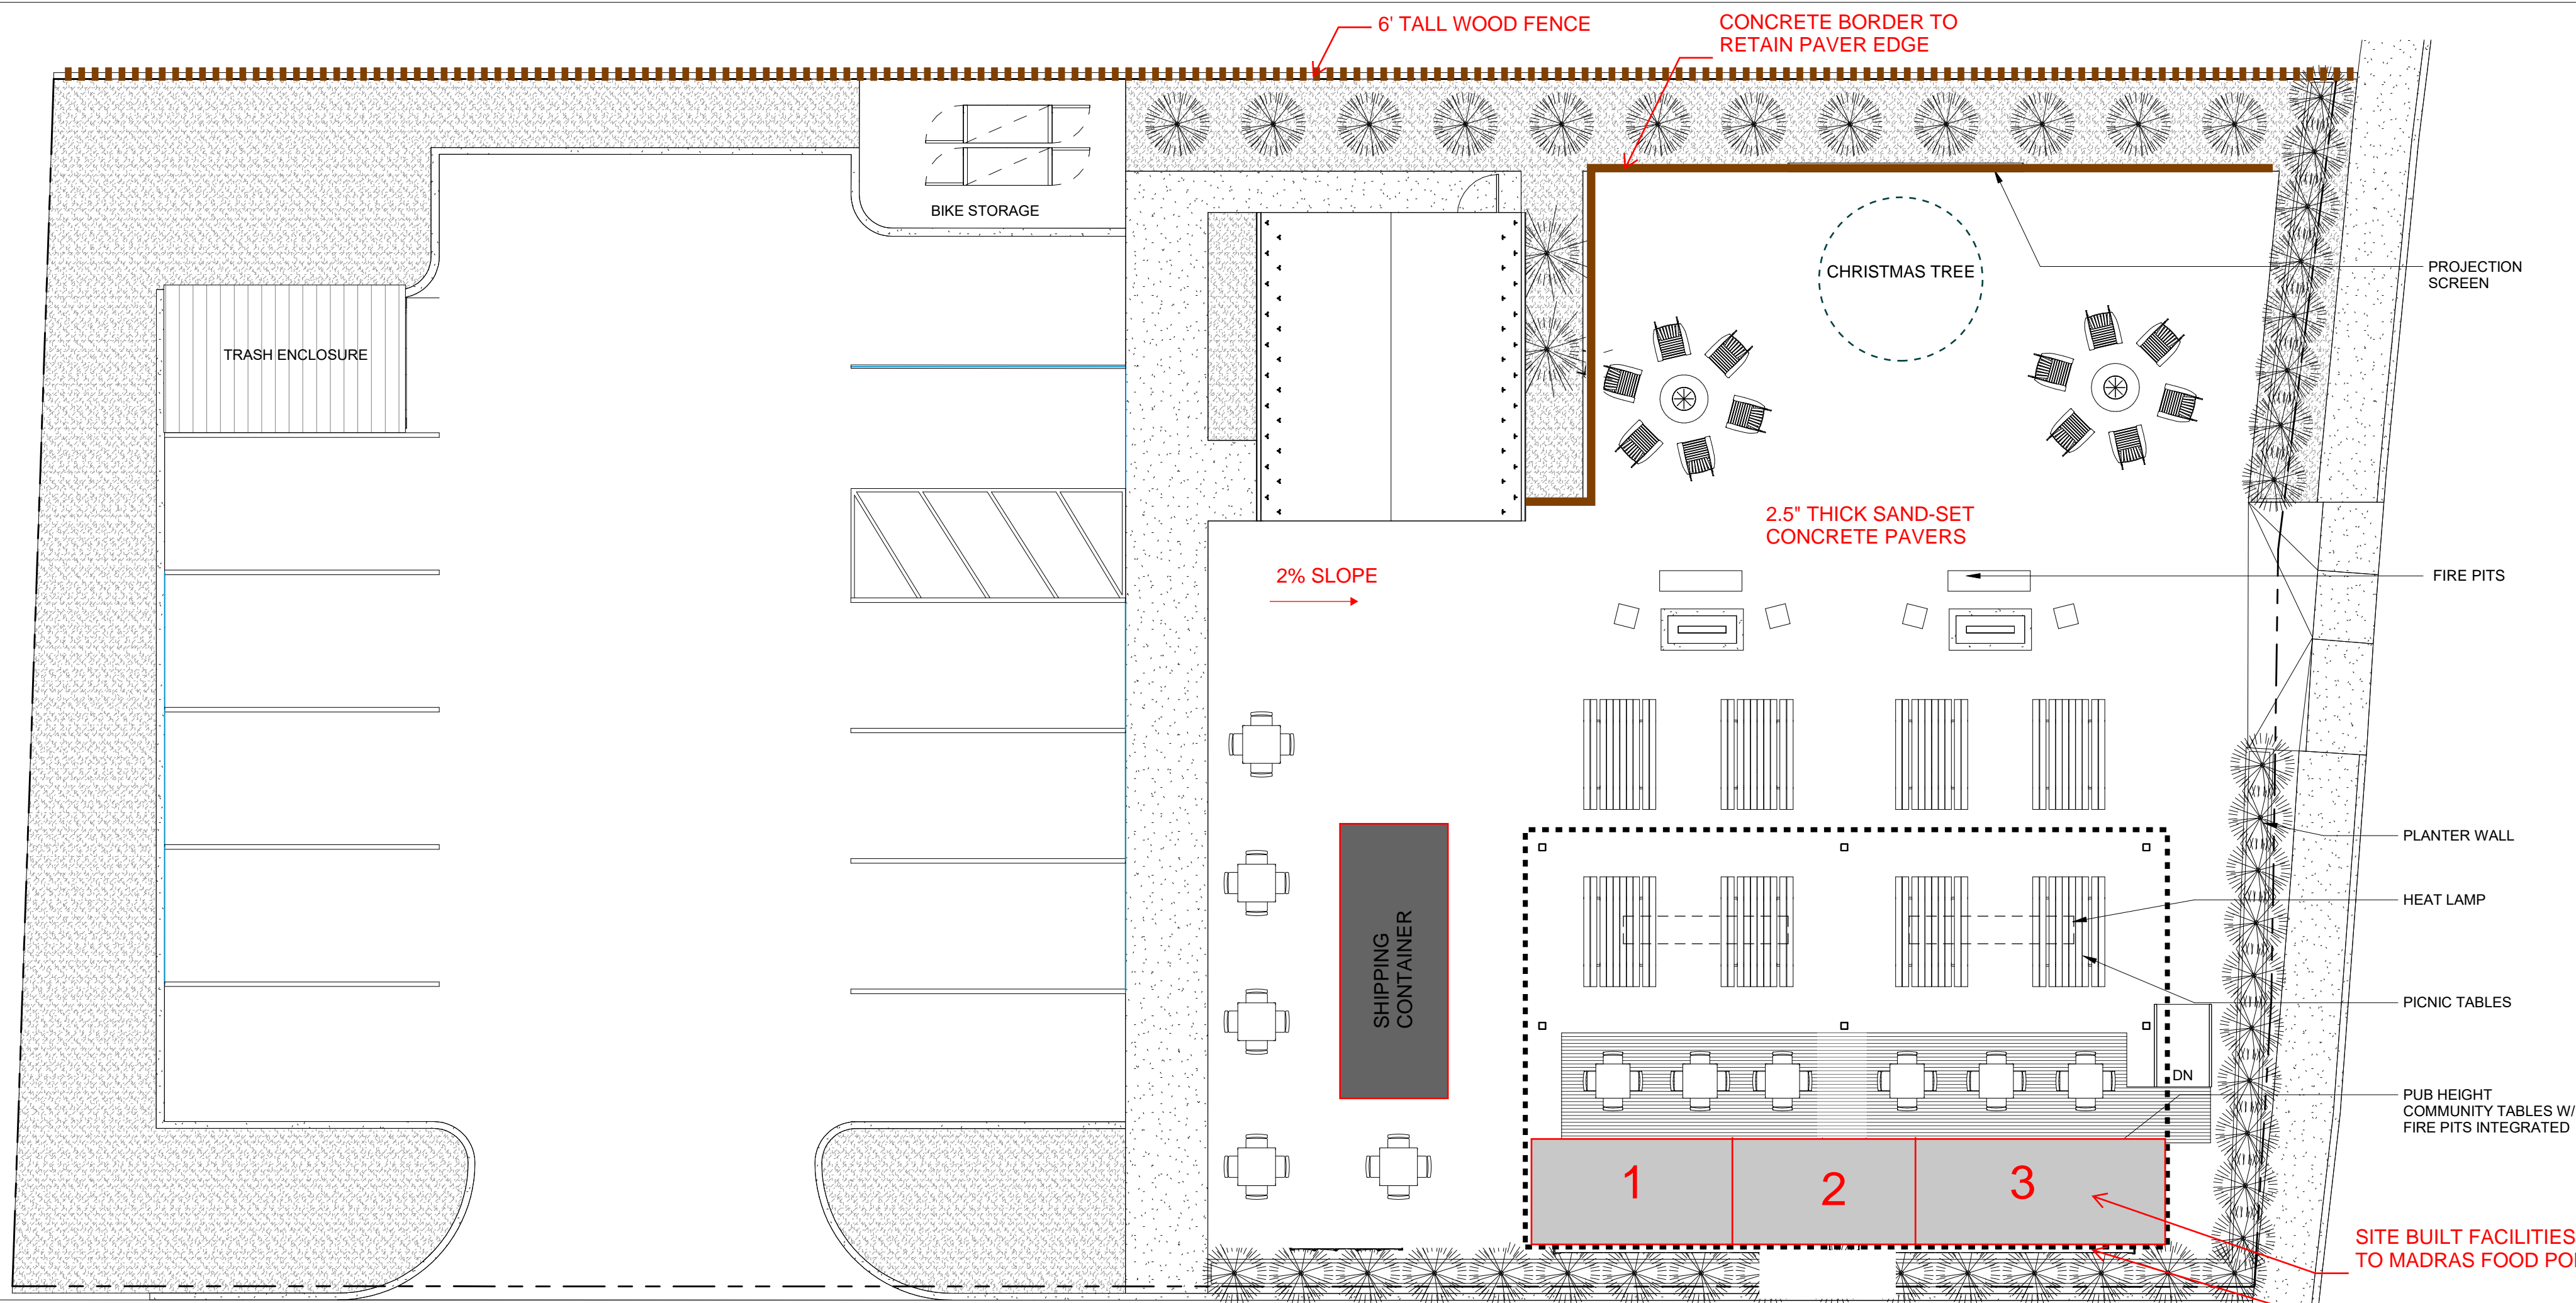 6' TALL WOOD FENCE
CONCRETE BORDER TO
RETAIN PAVER EDGE
BIKE STORAGE
CHRISTMAS TREE
PROJECTION
SCREEN
TRASH ENCLOSURE
2.5" THICK SAND-SET
CONCRETE PAVERS
2% SLOPE
FIRE PITS
PLANTER WALL
HEAT LAMP
SHIPPING
CONTAINER
PICNIC TABLES
DN
PUB HEIGHT
COMMUNITY TABLES W/
FIRE PITS INTEGRATED
1
2
3
SITE BUILT FACILITIES
TO MADRAS FOOD